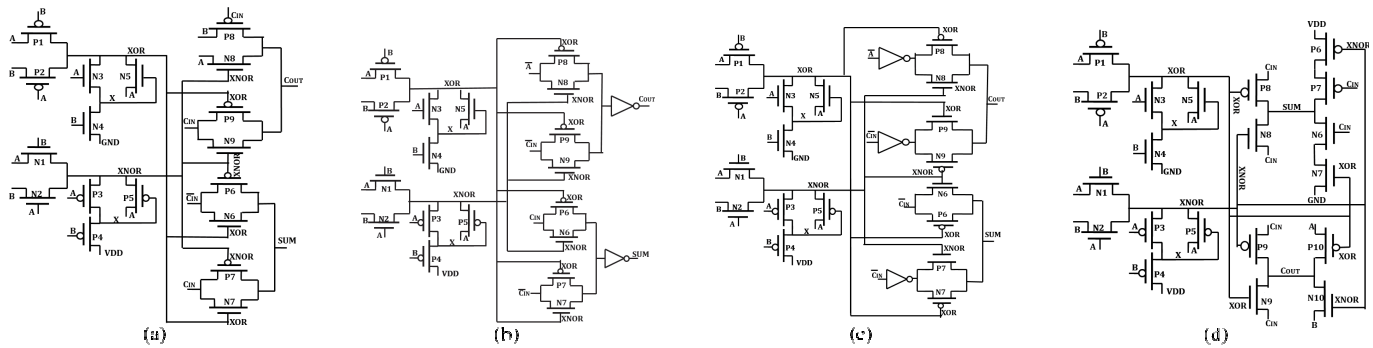 B
A
P1
B
P2
A
XOR
A
N3
N5
A
X
B
N4
GND
B
A
N1
B
N2
A
XNOR
A
P3
P5
A
X
B
P4
VDD
CIN
B
P8
A
N8
XNOR
COUT
XOR
P9
CIN
N9
XNOR
P6
CIN
N6
XOR
SUM
XNOR
P7
CIN
N7
XOR
(a)
B
A
P1
B
P2
A
XOR
A
N3
N5
A
X
B
N4
GND
B
A
N1
B
N2
A
XNOR
A
P3
P5
A
X
B
P4
VDD
XOR
P8
A
N8
XNOR
COUT
XOR
P9
CIN
N9
XNOR
XOR
P6
CIN
N6
XNOR
SUM
XOR
P7
CIN
N7
XNOR
(b)
B
A
P1
B
P2
A
XOR
A
N3
N5
A
X
B
N4
GND
B
A
N1
B
N2
A
XNOR
A
P3
P5
A
X
B
P4
VDD
XOR
P8
A
N8
XNOR
COUT
XOR
P9
CIN
N9
XNOR
N6
CIN
P6
XOR
SUM
XNOR
P7
CIN
N7
XOR
(c)
B
A
P1
B
P2
A
XOR
A
N3
N5
A
X
B
N4
GND
B
A
N1
B
N2
A
XNOR
A
P3
P5
A
X
B
P4
VDD
VDD
P6
XNOR
CIN
XOR
P8
P7
CIN
SUM
N8
N6
CIN
CIN
XNOR
N7
XOR
GND
CIN
A
P9
P10
XOR
COUT
XOR
N9
N10
XNOR
CIN
B
(d)